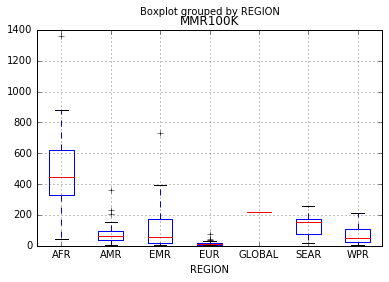 Boxplot grouped by REGION
MMR100K
1400
1200
1000
800
600
400
200
0
AFR AMR EMR EUR GLOBAL SEAR WPR
REGION